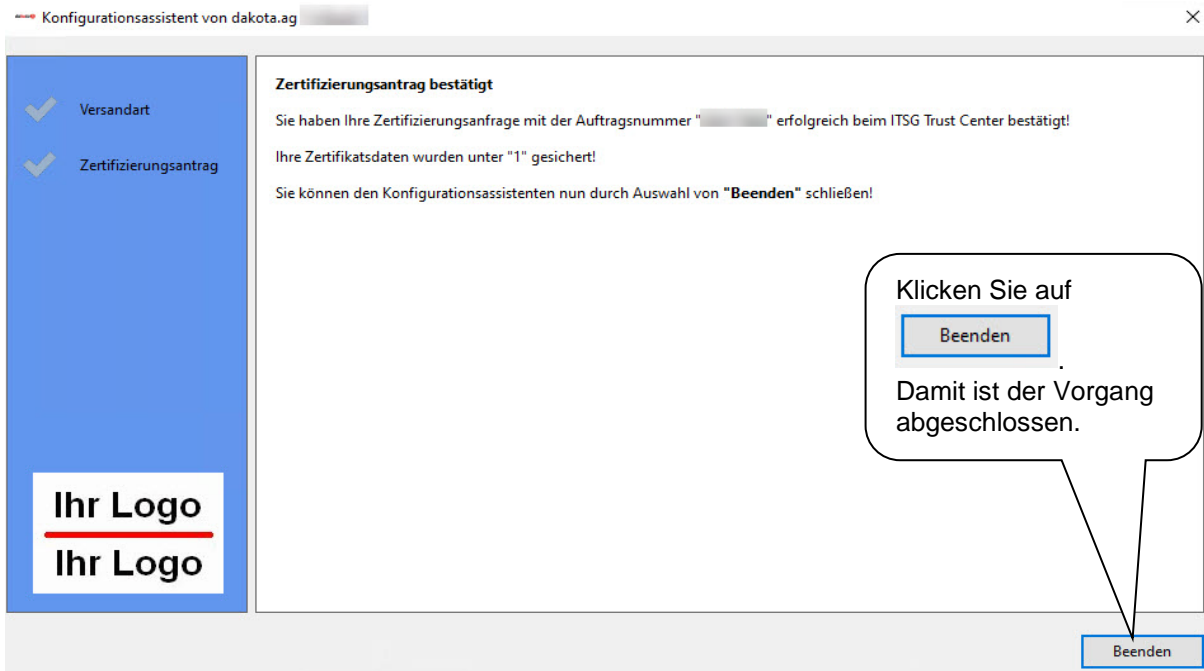 Konfigurationsassistent von dakota.ag
Versandart
Zertifizierungsantrag
Zertifizierungsantrag bestätigt
Sie haben Ihre Zertifizierungsanfrage mit der Auftragsnummer " " erfolgreich beim ITSG Trust Center bestätigt!
Ihre Zertifikatsdaten wurden unter "1" gesichert!
Sie können den Konfigurationsassistenten nun durch Auswahl von "Beenden" schließen!
Klicken Sie auf
Beenden
.
Damit ist der Vorgang
abgeschlossen.
Ihr Logo
Ihr Logo
Beenden